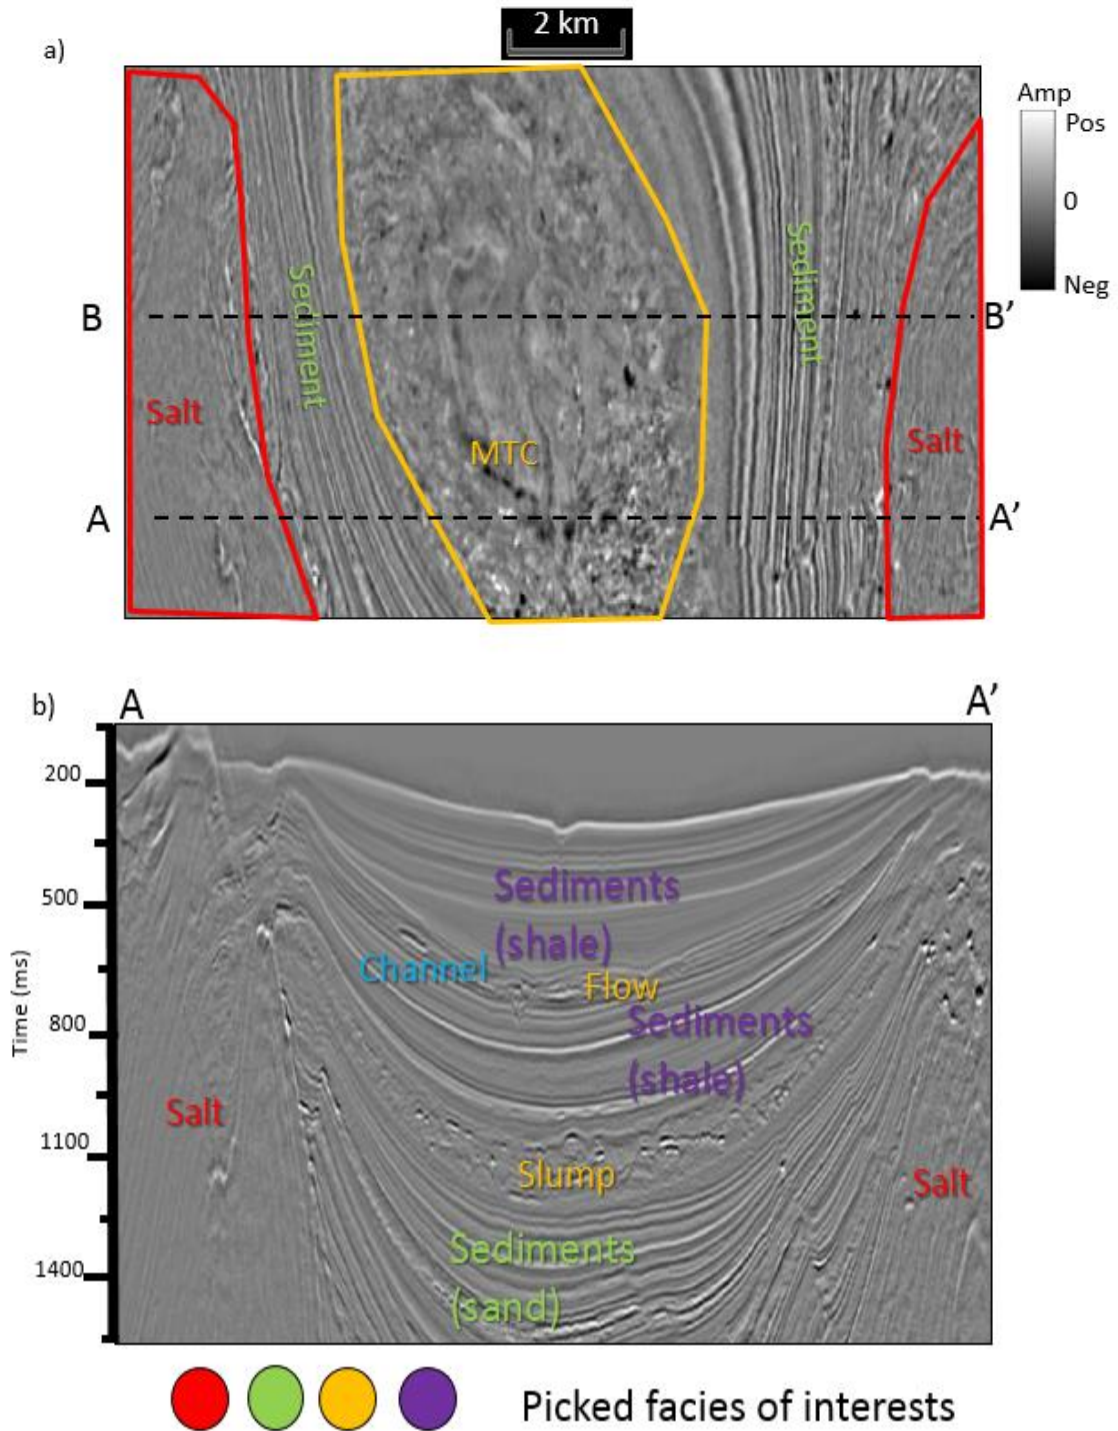 2 km
a)
Amp
Pos
0
Neg
Sediment
Sediment
B
B’
Salt
Salt
MTC
A
A’
b)
A
A’
200
500
800
1100
1400
Time (ms)
Sediments
(shale)
Channel
Flow
Sediments
(shale)
Salt
Slump
Salt
Sediments
(sand)
Picked facies of interests